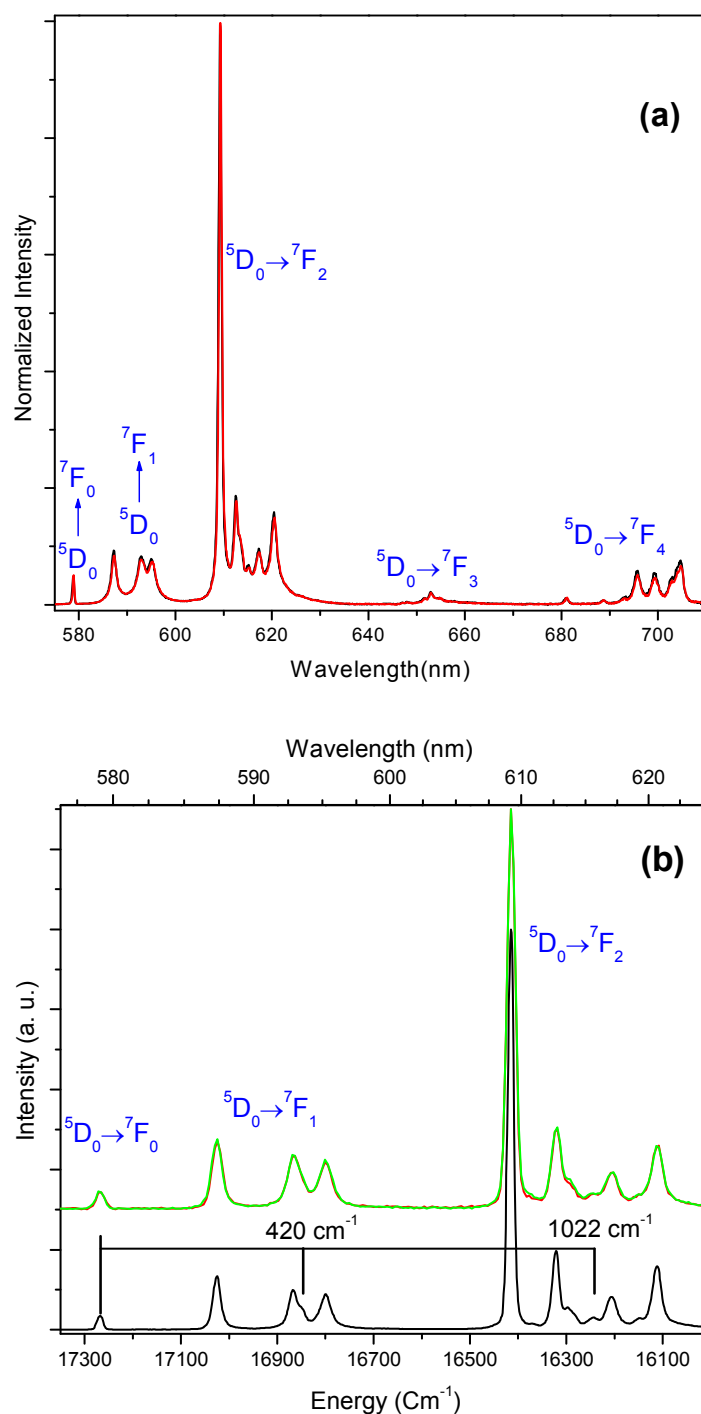 (a)
Normalized Intensity
⁵D₀→⁷F₂
⁷F₁
⁷F₀
⁵D₀
⁵D₀
⁵D₀→⁷F₃
⁵D₀→⁷F₄
580 600 620 640 660 680 700
Wavelength(nm)
Wavelength (nm)
580 590 600 610 620
(b)
Intensity (a. u.)
⁵D₀→⁷F₂
⁵D₀→⁷F₁
⁵D₀→⁷F₀
420 cm⁻¹
1022 cm⁻¹
17300 17100 16900 16700 16500 16300 16100
Energy (Cm⁻¹)